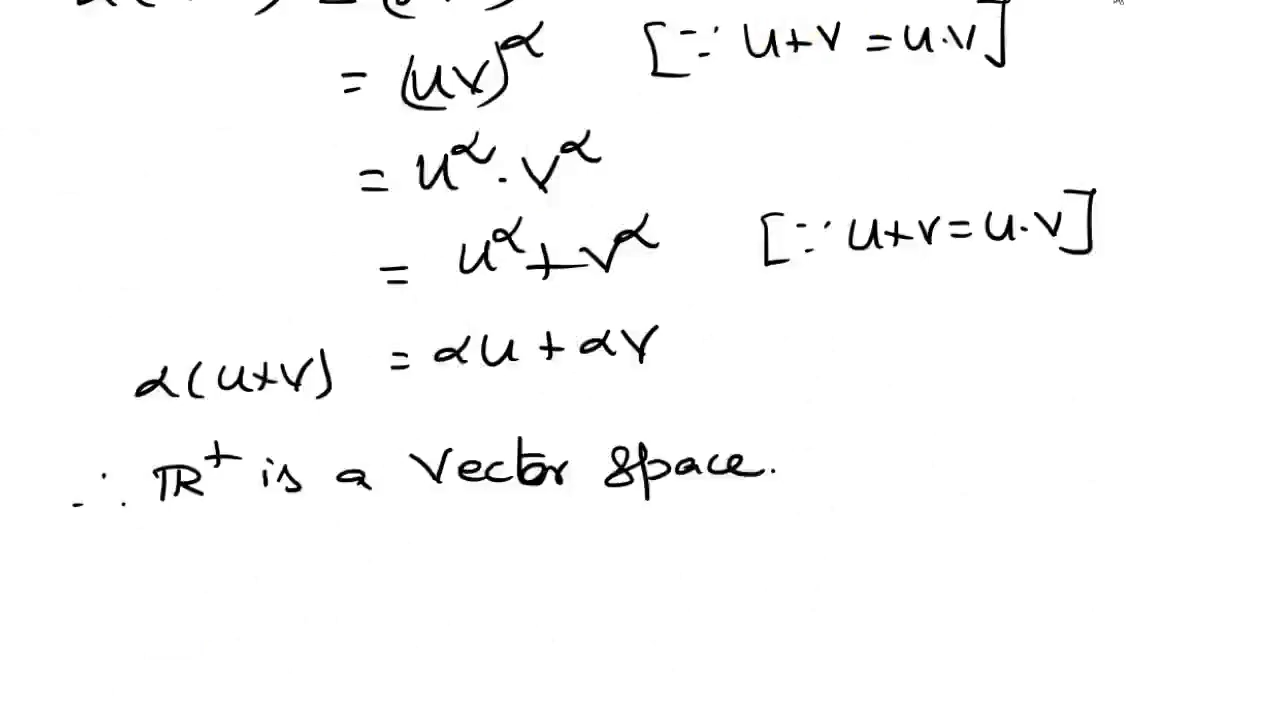 = (uv)^α [∵ u+v = u·v]
= u^α · v^α
= u^α + v^α [∵ u+v = u·v]
α(u+v) = αu + αv
∴ ℝ⁺ is a vector space.